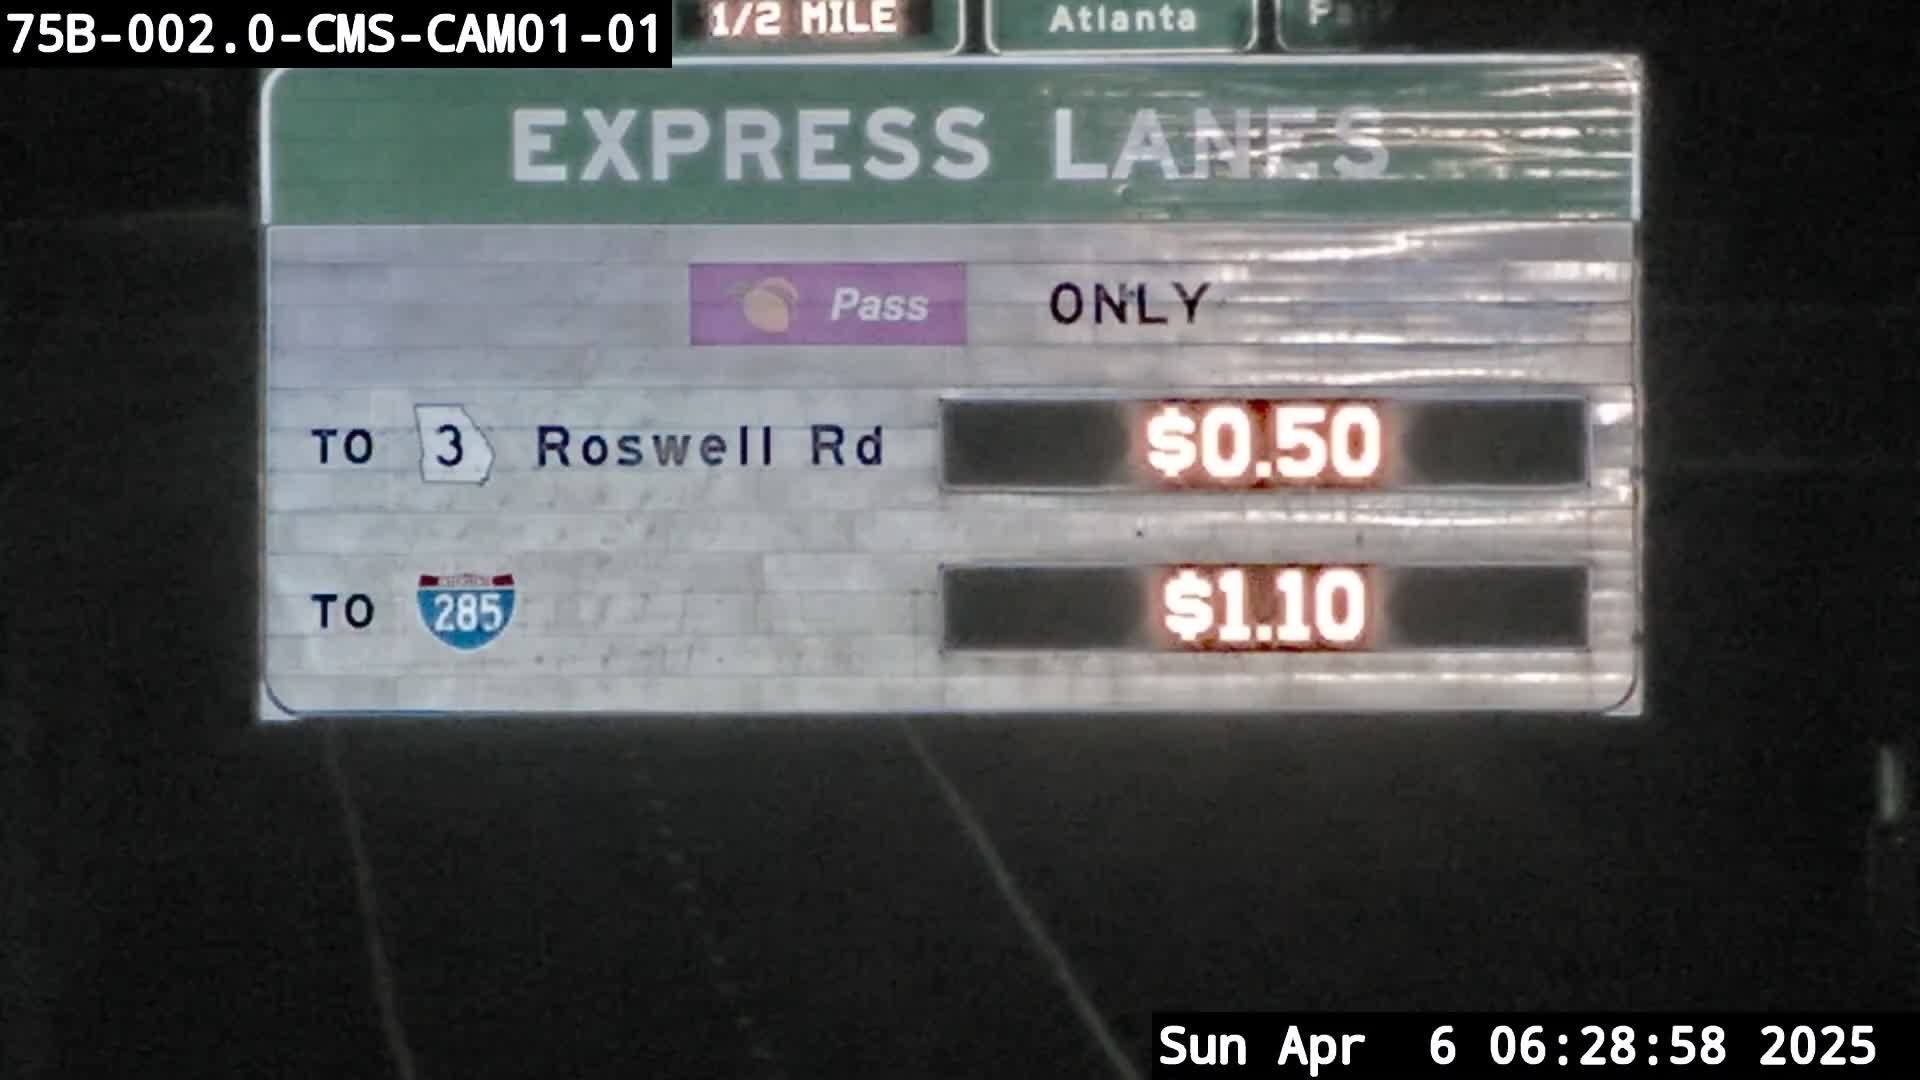 75B-002.0-CMS-CAM01-01
1/2 MILE
Atlanta
EXPRESS LANES
Pass ONLY
TO 3 Roswell Rd $0.50
TO 285 $1.10
Sun Apr 6 06:28:58 2025